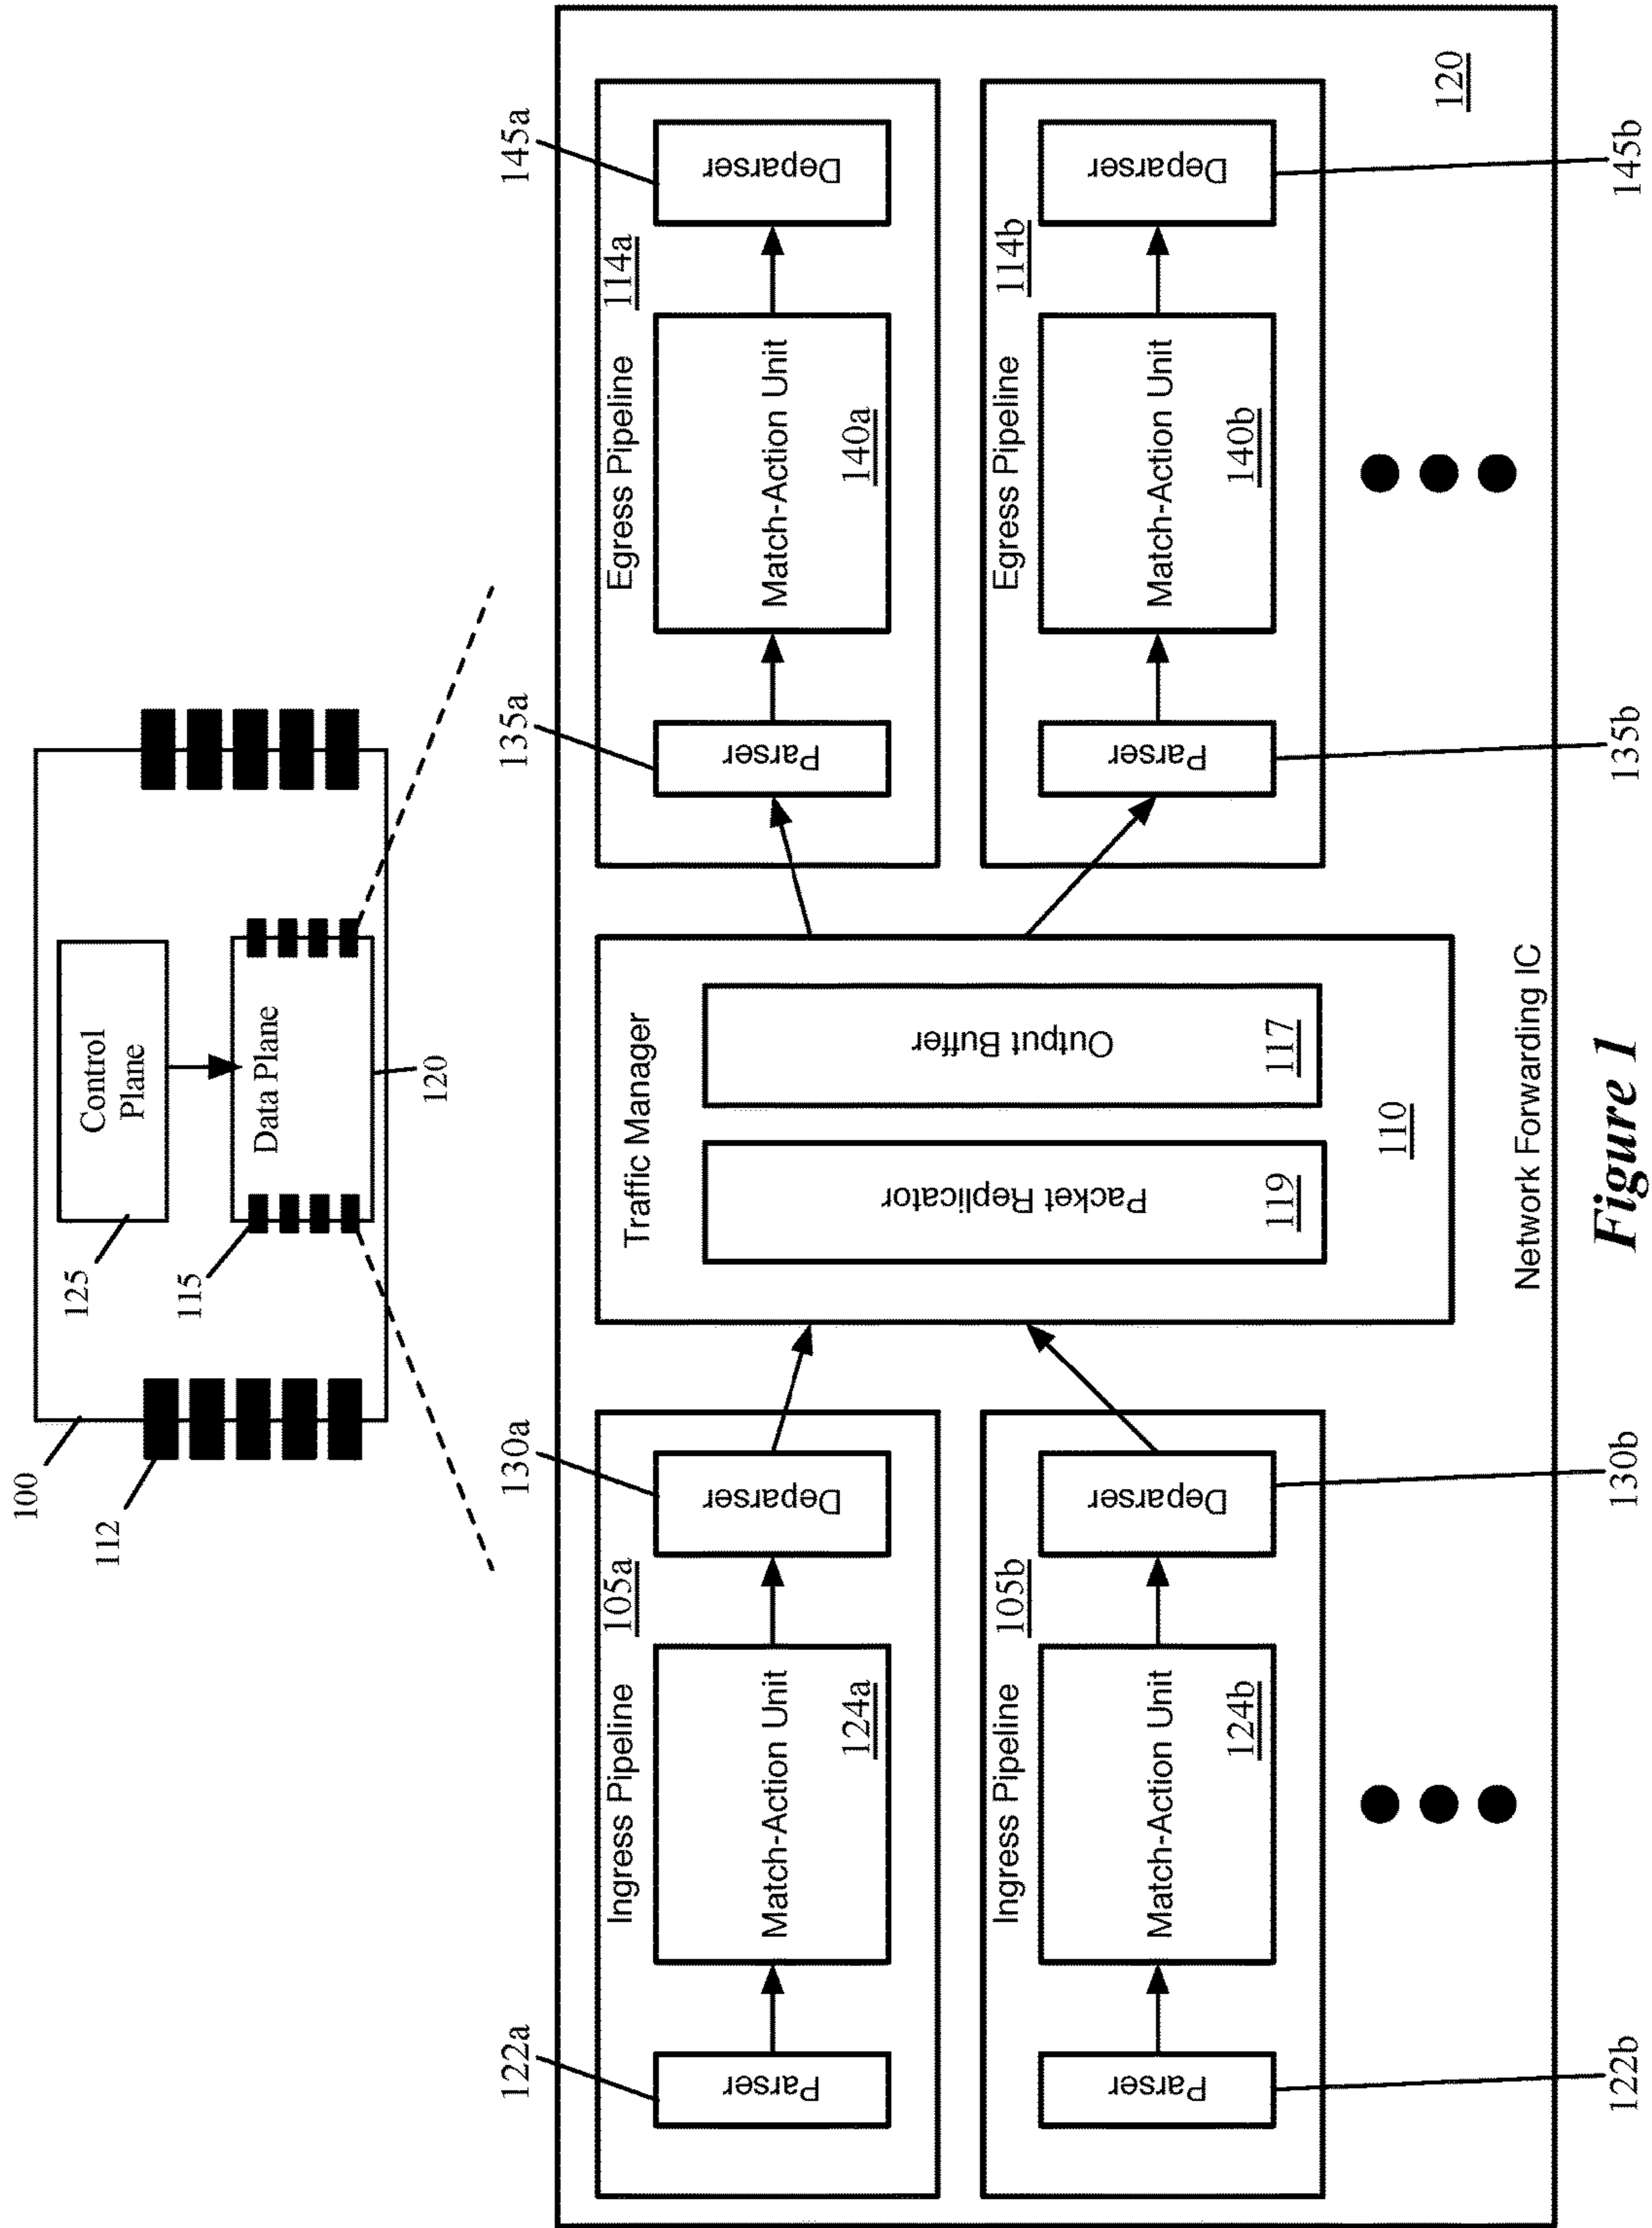 100
112
125
115
Control
Plane
Data Plane
120
122a
130a
135a
145a
Ingress Pipeline
105a
Parser
Match-Action Unit
124a
Deparser
Ingress Pipeline
105b
Parser
Match-Action Unit
124b
Deparser
Traffic Manager
Packet Replicator
119
Output Buffer
117
110
Egress Pipeline
114a
Parser
Match-Action Unit
140a
Deparser
Egress Pipeline
114b
Parser
Match-Action Unit
140b
Deparser
120
Network Forwarding IC
122b
130b
135b
145b
Figure 1